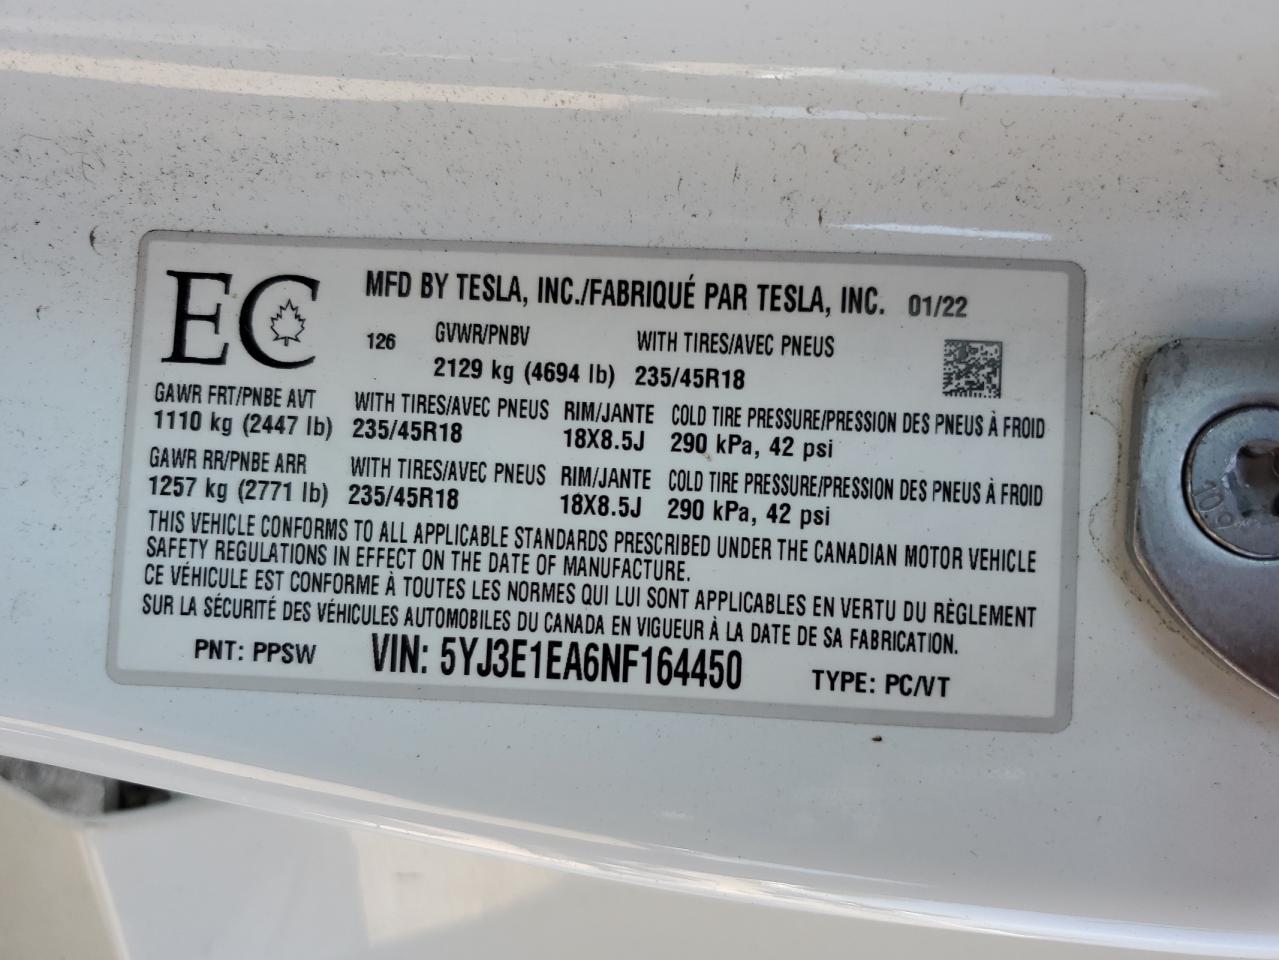 EC
MFD BY TESLA, INC./FABRIQUÉ PAR TESLA, INC. 01/22
126 GVWR/PNBV WITH TIRES/AVEC PNEUS
2129 kg (4694 lb) 235/45R18
GAWR FRT/PNBE AVT WITH TIRES/AVEC PNEUS RIM/JANTE COLD TIRE PRESSURE/PRESSION DES PNEUS À FROID
1110 kg (2447 lb) 235/45R18 18X8.5J 290 kPa, 42 psi
GAWR RR/PNBE ARR WITH TIRES/AVEC PNEUS RIM/JANTE COLD TIRE PRESSURE/PRESSION DES PNEUS À FROID
1257 kg (2771 lb) 235/45R18 18X8.5J 290 kPa, 42 psi
THIS VEHICLE CONFORMS TO ALL APPLICABLE STANDARDS PRESCRIBED UNDER THE CANADIAN MOTOR VEHICLE
SAFETY REGULATIONS IN EFFECT ON THE DATE OF MANUFACTURE.
CE VÉHICULE EST CONFORME À TOUTES LES NORMES QUI LUI SONT APPLICABLES EN VERTU DU RÈGLEMENT
SUR LA SÉCURITÉ DES VÉHICULES AUTOMOBILES DU CANADA EN VIGUEUR À LA DATE DE SA FABRICATION.
PNT: PPSW VIN: 5YJ3E1EA6NF164450 TYPE: PC/VT